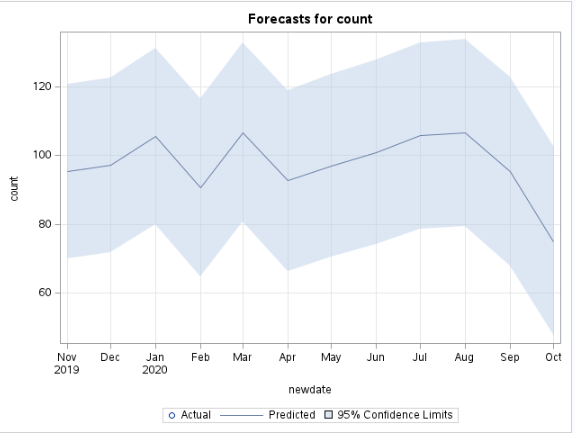 Forecasts for count
count
120
100
80
60
Nov Dec Jan Feb Mar Apr May Jun Jul Aug Sep Oct
2019 2020
newdate
Actual Predicted 95% Confidence Limits